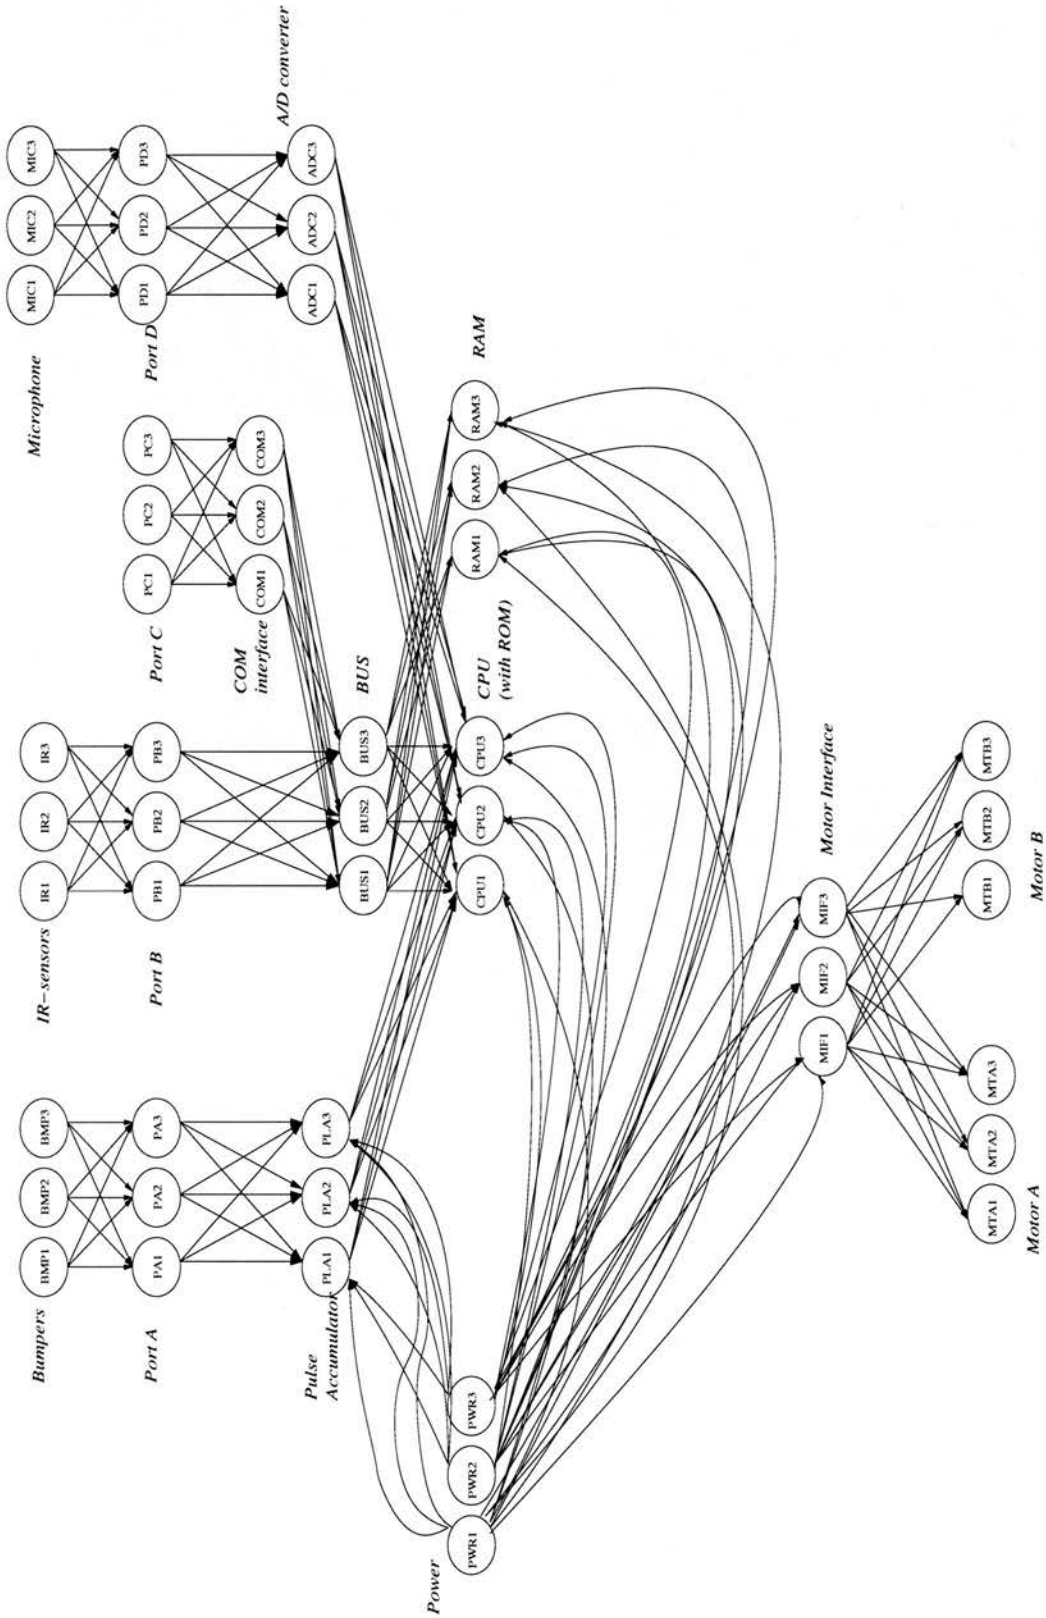 Bumpers
IR-sensors
Microphone
BMP1
BMP2
BMP3
IR1
IR2
IR3
MIC1
MIC2
MIC3
Port A
Port B
Port C
Port D
PA1
PA2
PA3
PB1
PB2
PB3
PC1
PC2
PC3
PD1
PD2
PD3
COM
interface
COM1
COM2
COM3
A/D converter
Pulse
Accumulator
PLA1
PLA2
PLA3
BUS
BUS1
BUS2
BUS3
ADC1
ADC2
ADC3
Power
PWR1
PWR2
PWR3
CPU
(with ROM)
CPU1
CPU2
CPU3
RAM
RAM1
RAM2
RAM3
Motor Interface
MIF1
MIF2
MIF3
MTA1
MTA2
MTA3
MTB1
MTB2
MTB3
Motor A
Motor B